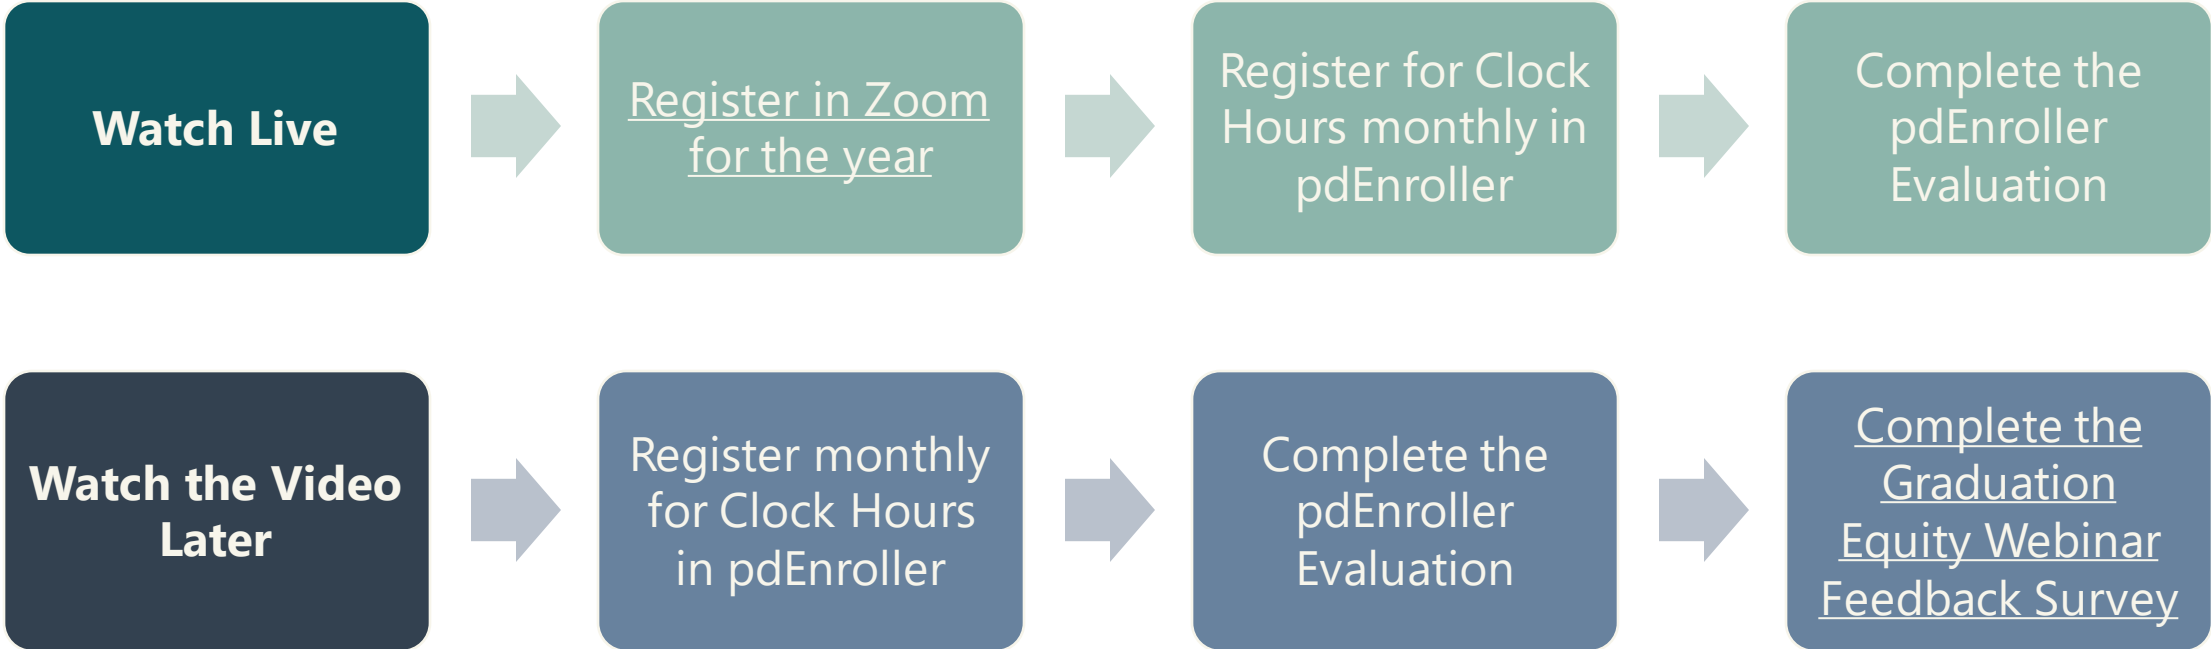 Watch Live
Register in Zoom
for the year
Register for Clock
Hours monthly in
pdEnroller
Complete the
pdEnroller
Evaluation
Watch the Video
Later
Register monthly
for Clock Hours
in pdEnroller
Complete the
pdEnroller
Evaluation
Complete the
Graduation
Equity Webinar
Feedback Survey